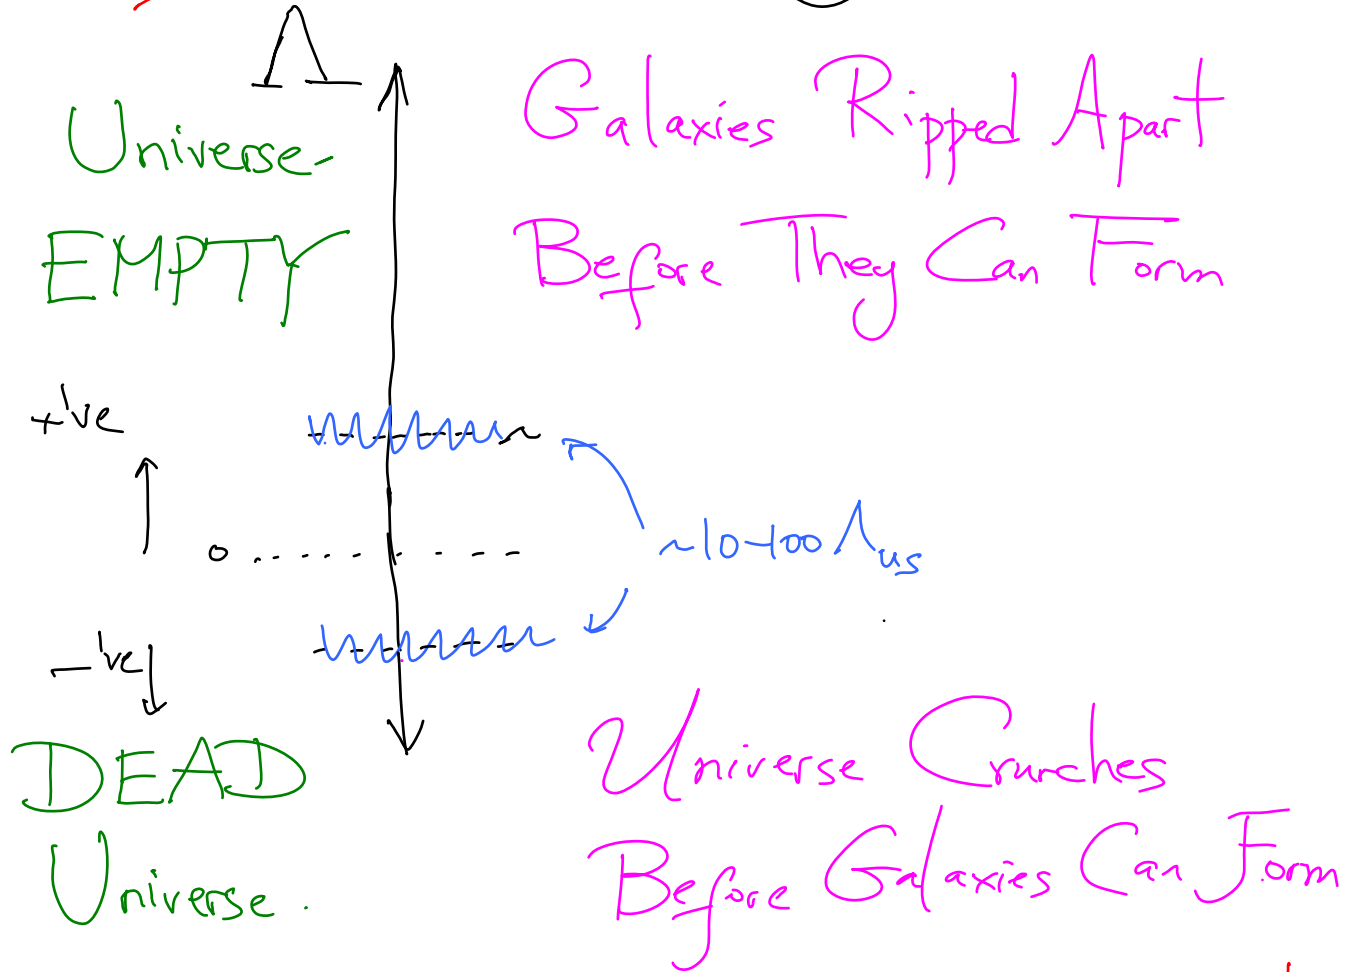 Λ
Universe-
EMPTY
Galaxies Ripped Apart
Before They Can Form
+'ve
0
~10-100 Λus
-'ve
DEAD
Universe.
Universe Crunches
Before Galaxies Can Form